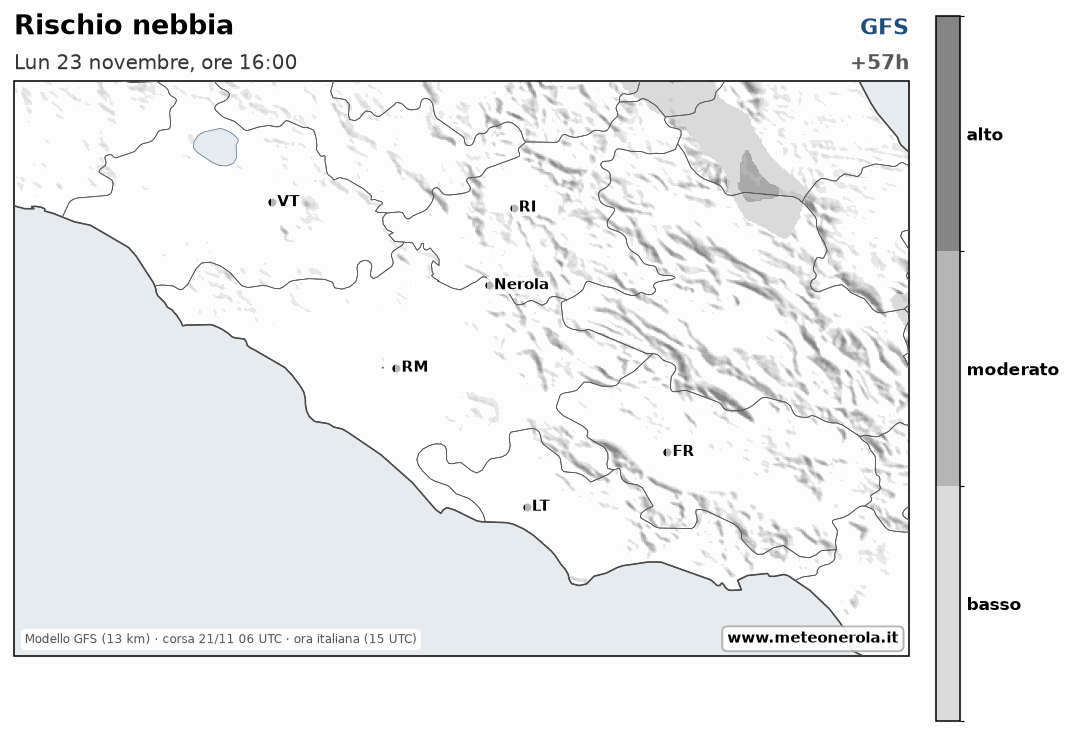 Rischio nebbia
GFS
Lun 23 novembre, ore 16:00
+57h
alto
VT
RI
Nerola
RM
moderato
FR
LT
basso
Modello GFS (13 km) · corsa 21/11 06 UTC · ora italiana (15 UTC)
www.meteonerola.it